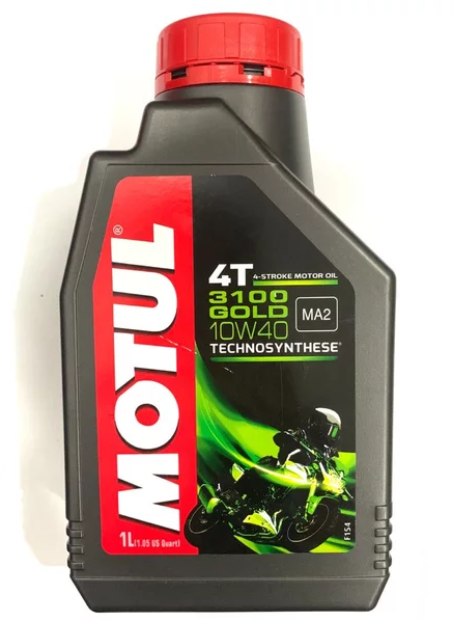 MOTUL®
4T 4-STROKE MOTOR OIL
3100
GOLD
10W40
MA2
TECHNOSYNTHESE®
1L(1.05 US Quart)
F154